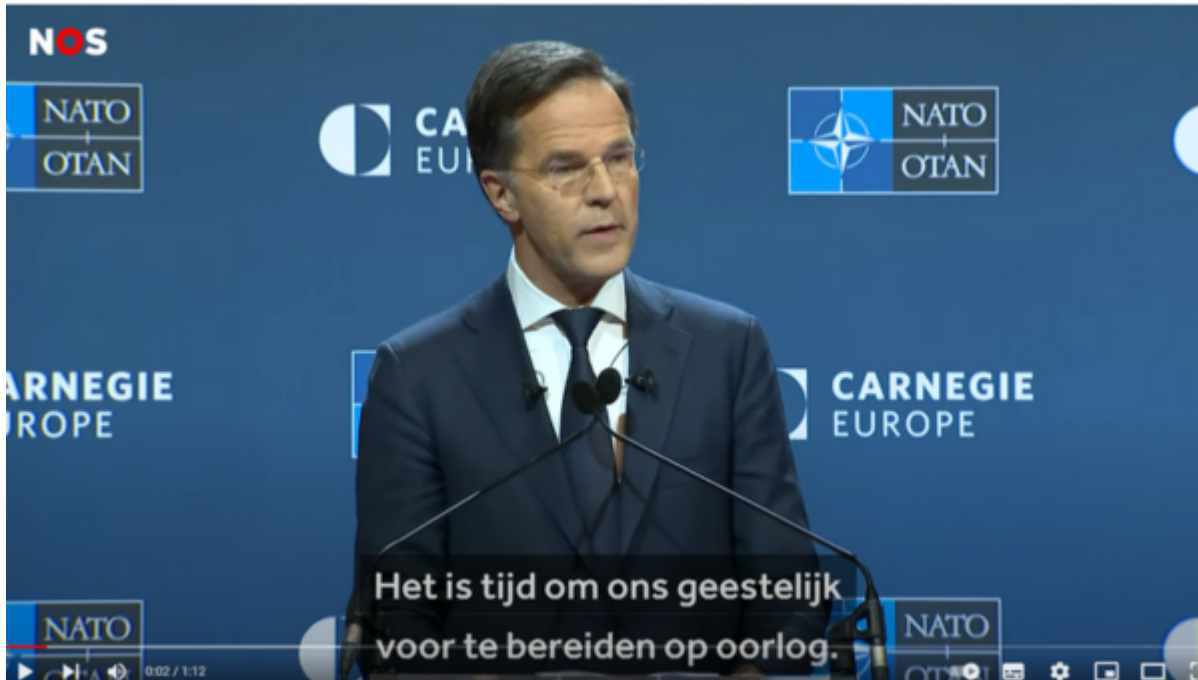 NOS
NATO
OTAN
CA
EU
NATO
OTAN
ARNEGIE
ROPE
CARNEGIE
EUROPE
Het is tijd om ons geestelijk
voor te bereiden op oorlog.
NATO
NATO
0:02 / 1:12